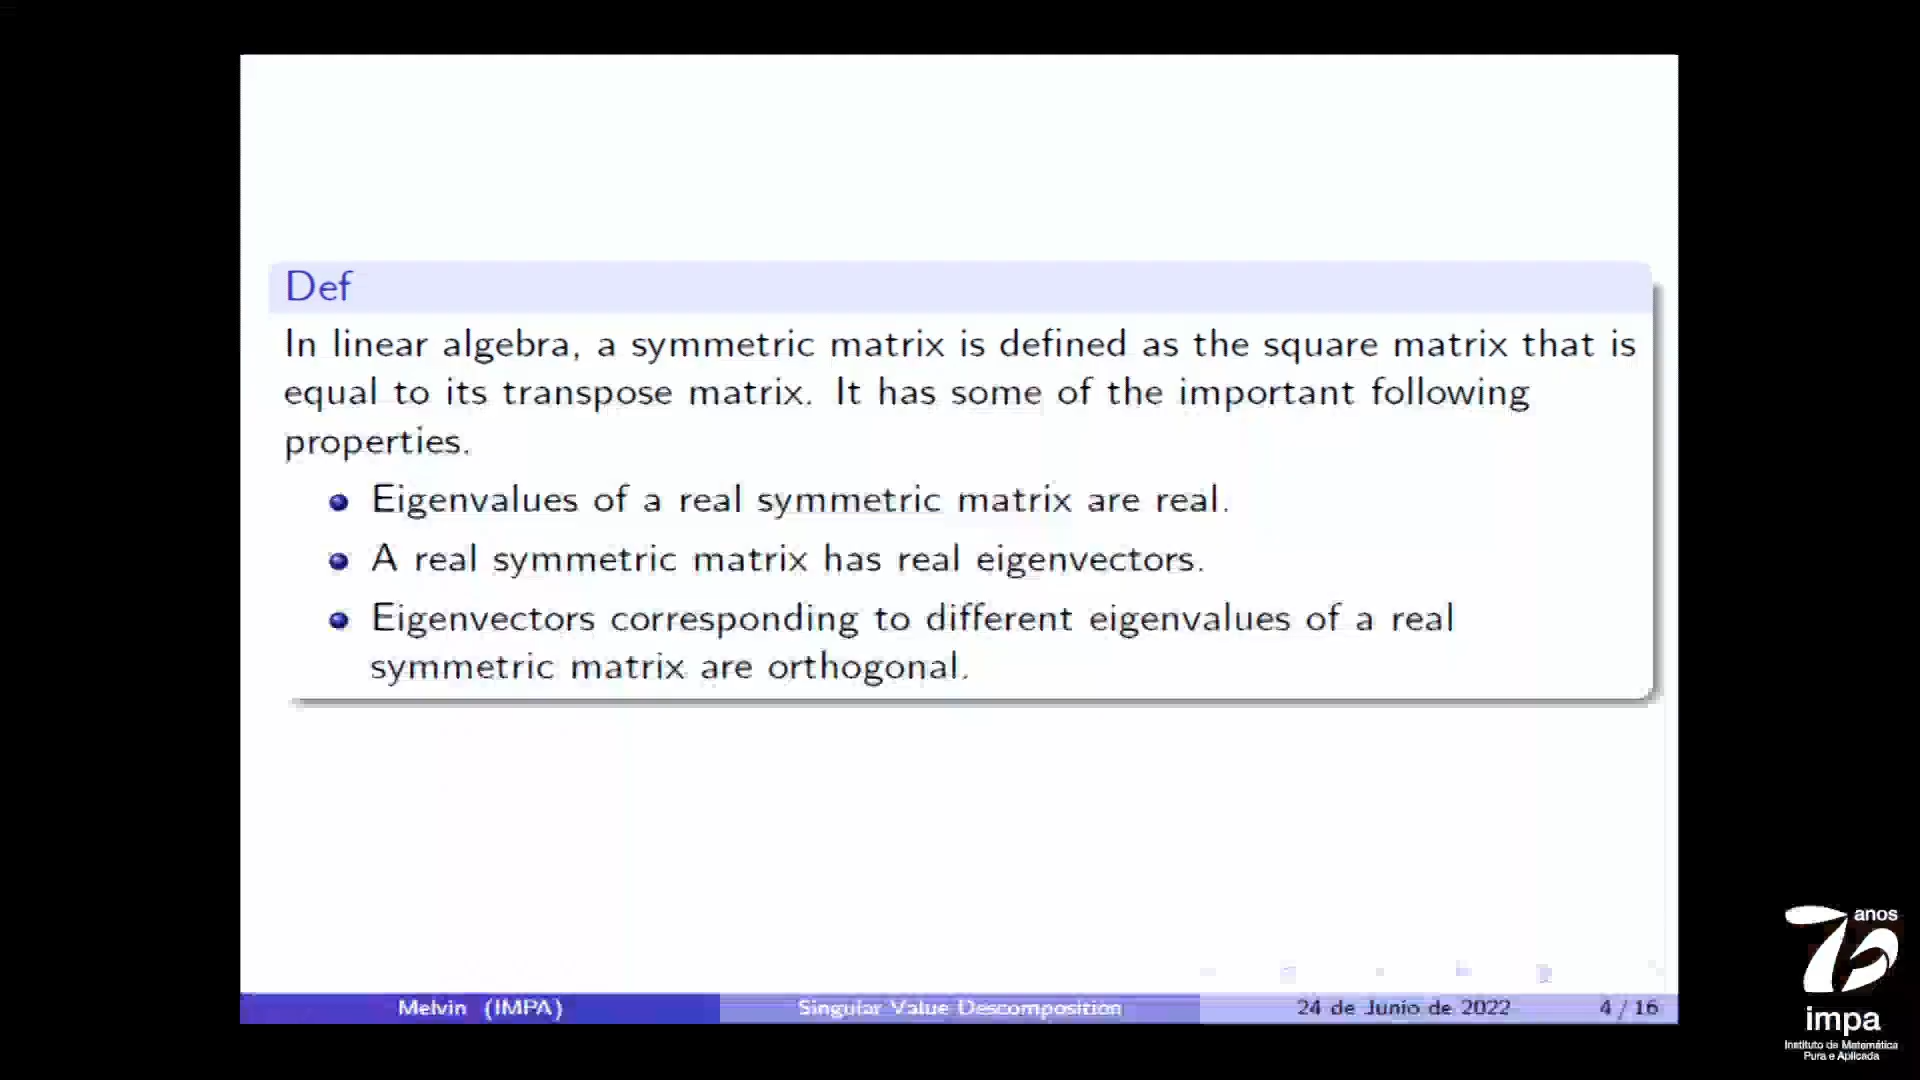 Def
In linear algebra, a symmetric matrix is defined as the square matrix that is
equal to its transpose matrix. It has some of the important following
properties.
Eigenvalues of a real symmetric matrix are real.
A real symmetric matrix has real eigenvectors.
Eigenvectors corresponding to different eigenvalues of a real
symmetric matrix are orthogonal.
Melvin (IMPA)
Singular Value Descomposition
24 de Junio de 2022
4 / 16
70 anos
impa
Instituto de Matemática
Pura e Aplicada